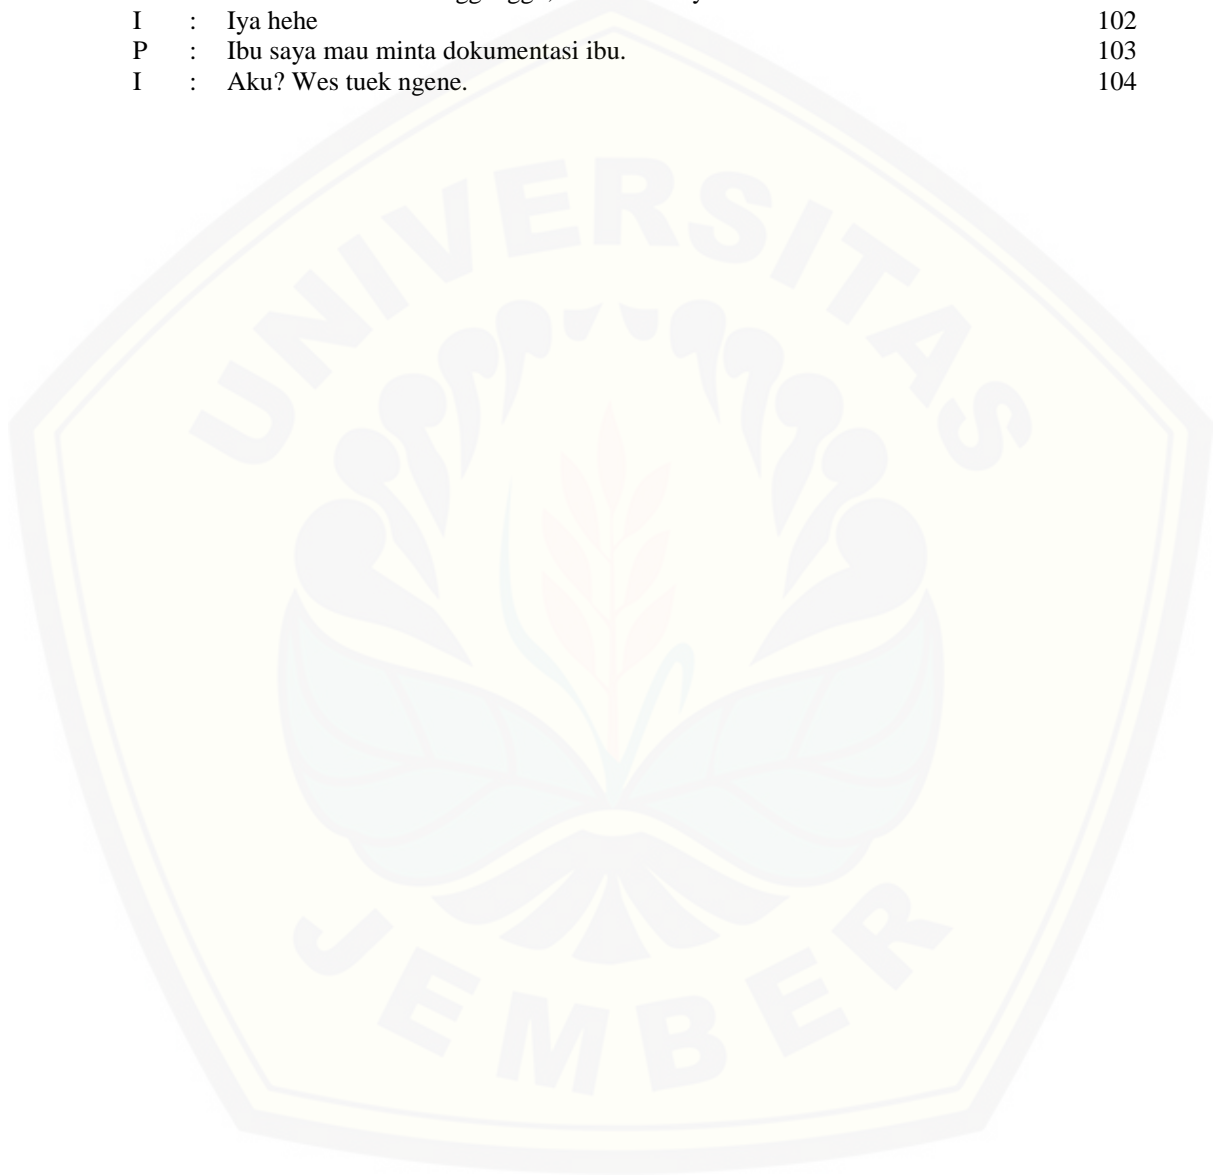 I : Iya hehe 102
P : Ibu saya mau minta dokumentasi ibu. 103
I : Aku? Wes tuek ngene. 104
UNIVERSITAS
JEMBER